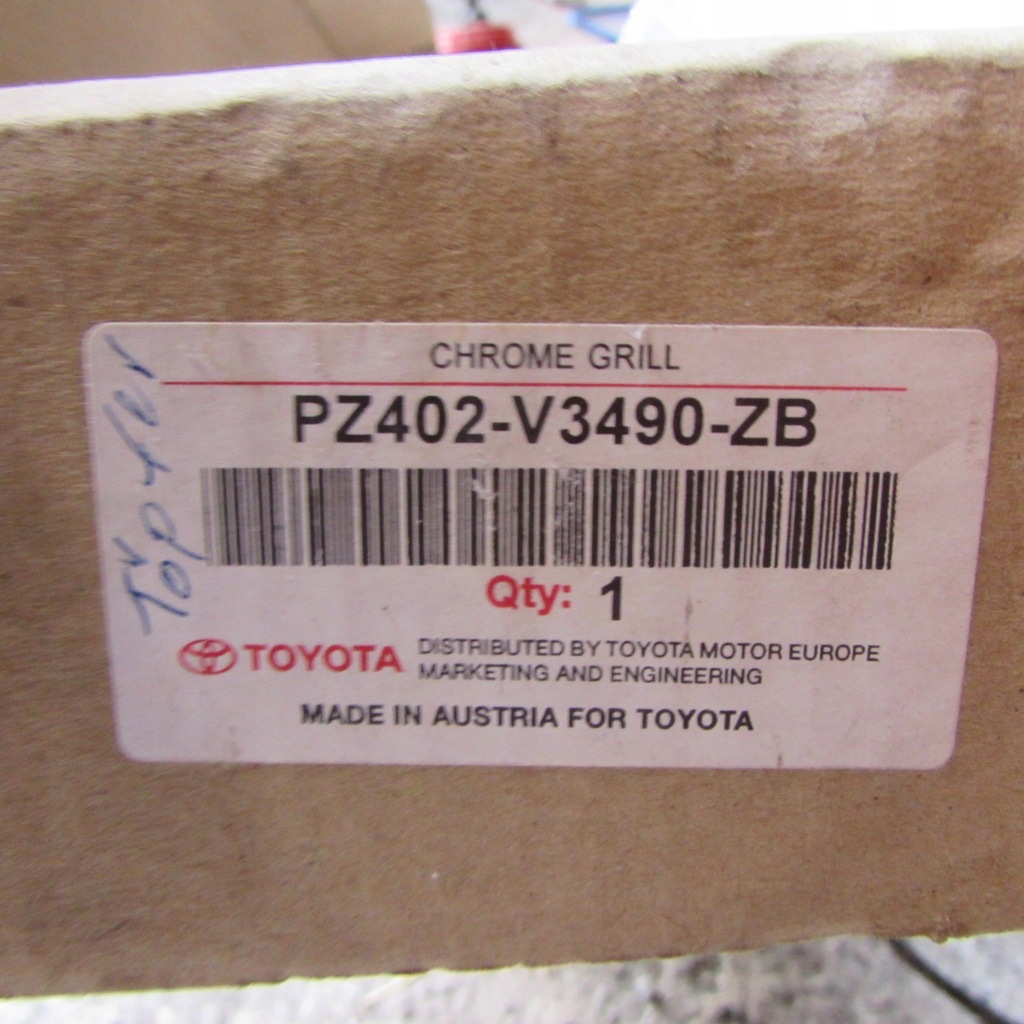 CHROME GRILL
PZ402-V3490-ZB
Qty: 1
TOYOTA
DISTRIBUTED BY TOYOTA MOTOR EUROPE
MARKETING AND ENGINEERING
MADE IN AUSTRIA FOR TOYOTA